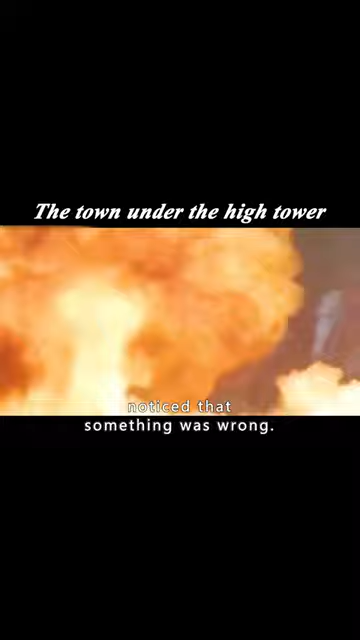 The town under the high tower
noticed that
something was wrong.